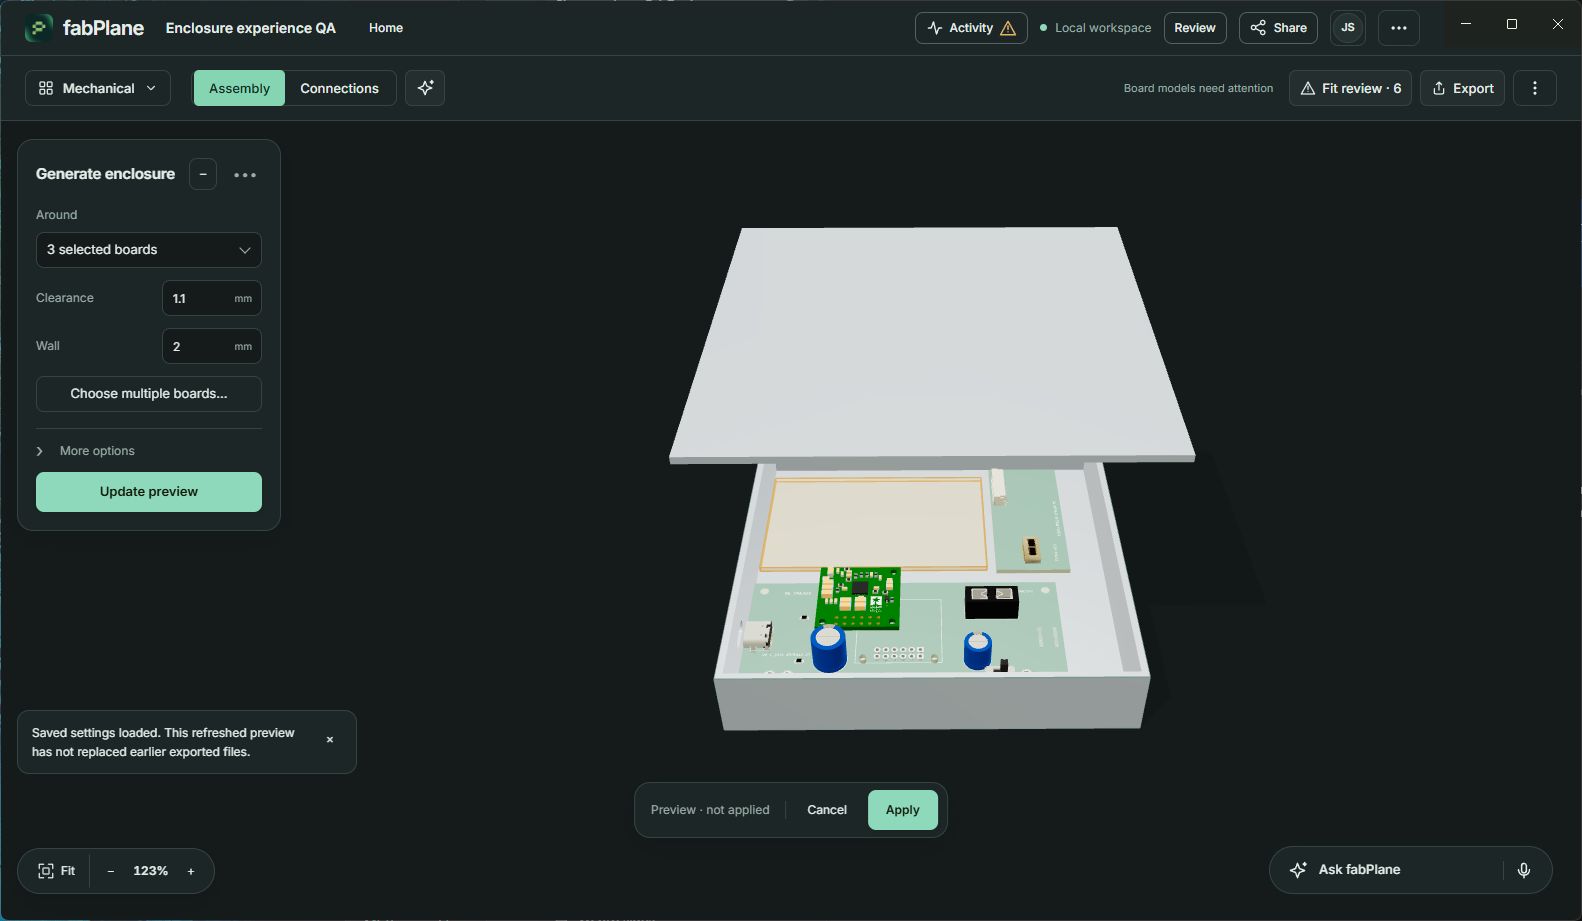 fabPlane
Enclosure experience QA
Home
Activity
Local workspace
Review
Share
JS
Mechanical
Assembly
Connections
Board models need attention
Fit review · 6
Export
Generate enclosure
Around
3 selected boards
Clearance
1.1 mm
Wall
2 mm
Choose multiple boards...
More options
Update preview
Saved settings loaded. This refreshed preview
has not replaced earlier exported files.
Preview · not applied
Cancel
Apply
Fit
− 123% +
Ask fabPlane